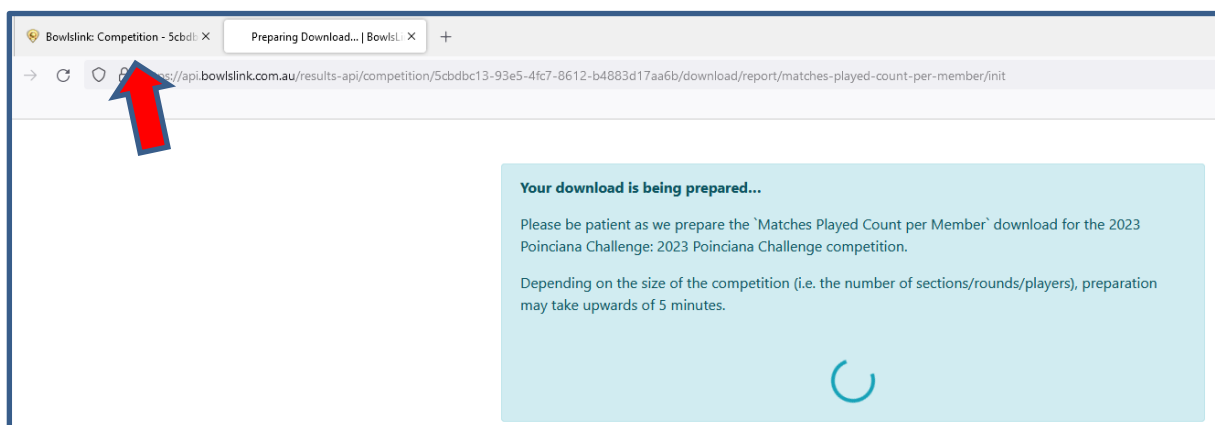 Bowlslink: Competition - 5cbdb
Preparing Download... | BowlsLi
://api.bowlslink.com.au/results-api/competition/5cbdbc13-93e5-4fc7-8612-b4883d17aa6b/download/report/matches-played-count-per-member/init
Your download is being prepared...
Please be patient as we prepare the `Matches Played Count per Member` download for the 2023
Poinciana Challenge: 2023 Poinciana Challenge competition.
Depending on the size of the competition (i.e. the number of sections/rounds/players), preparation
may take upwards of 5 minutes.